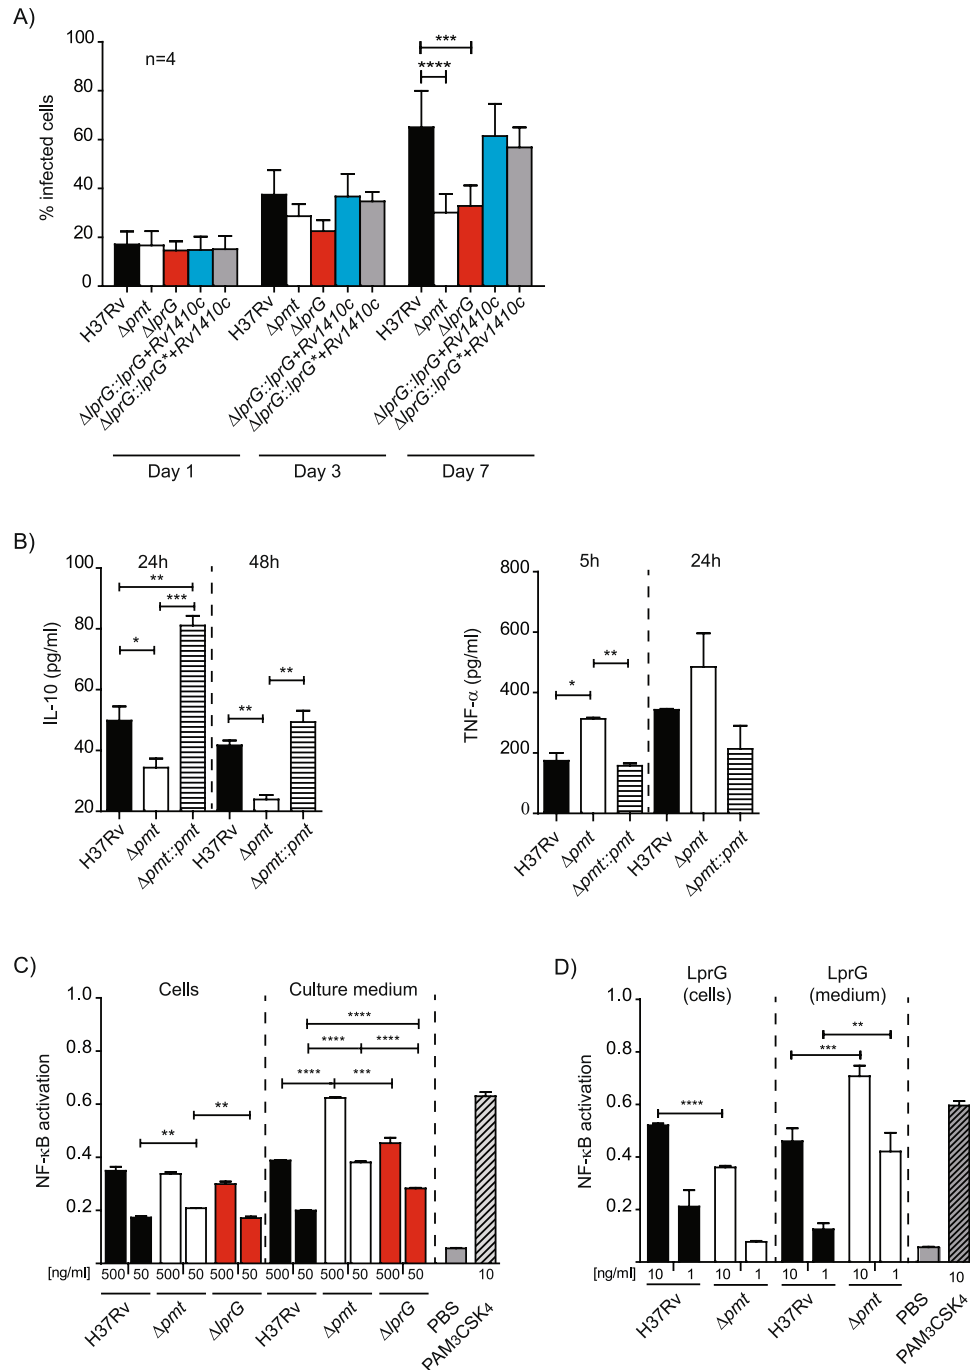 A)
100
80
60
40
20
0
% infected cells
n=4
***
****
H37Rv
Δpmt
ΔlprG
ΔlprG::lprG+Rv1410c
ΔlprG::lprG*+Rv1410c
H37Rv
Δpmt
ΔlprG
ΔlprG::lprG+Rv1410c
ΔlprG::lprG*+Rv1410c
H37Rv
Δpmt
ΔlprG
ΔlprG::lprG+Rv1410c
ΔlprG::lprG*+Rv1410c
Day 1
Day 3
Day 7
B)
24h
48h
100
80
60
40
20
IL-10 (pg/ml)
**
***
*
**
**
H37Rv
Δpmt
Δpmt::pmt
H37Rv
Δpmt
Δpmt::pmt
5h
24h
800
600
400
200
0
TNF-α (pg/ml)
*
**
H37Rv
Δpmt
Δpmt::pmt
H37Rv
Δpmt
Δpmt::pmt
C)
Cells
Culture medium
1.0
0.8
0.6
0.4
0.2
NF-κB activation
****
****
****
****
***
**
**
[ng/ml]
500 50 500 50 500 50 500 50 500 50 500 50 10
H37Rv
Δpmt
ΔlprG
H37Rv
Δpmt
ΔlprG
PBS
PAM3CSK4
D)
LprG
(cells)
LprG
(medium)
1.0
0.8
0.6
0.4
0.2
NF-κB activation
**
***
****
[ng/ml]
10 1 10 1 10 1 10 1 10
H37Rv
Δpmt
H37Rv
Δpmt
PBS
PAM3CSK4